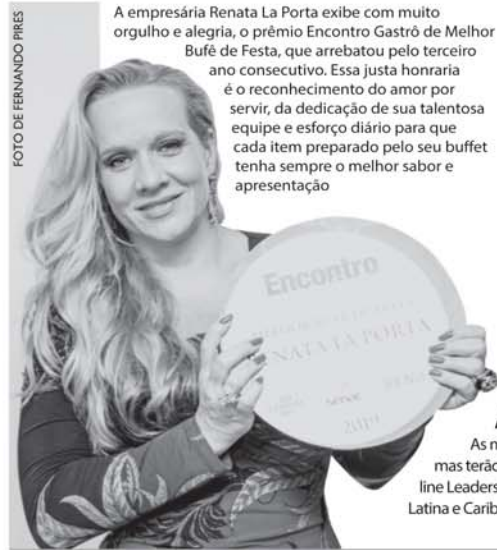 FOTO DE FERNANDO PIRES
A empresária Renata La Porta exibe com muito
orgulho e alegria, o prêmio Encontro Gastrô de Melhor
Bufê de Festa, que arrebatou pelo terceiro
ano consecutivo. Essa justa honraria
é o reconhecimento do amor por
servir, da dedicação de sua talentosa
equipe e esforço diário para que
cada item preparado pelo seu buffet
tenha sempre o melhor sabor e
apresentação
Encontro
RENATA LA PORTA
2019
As
mas terão
line
Latina e